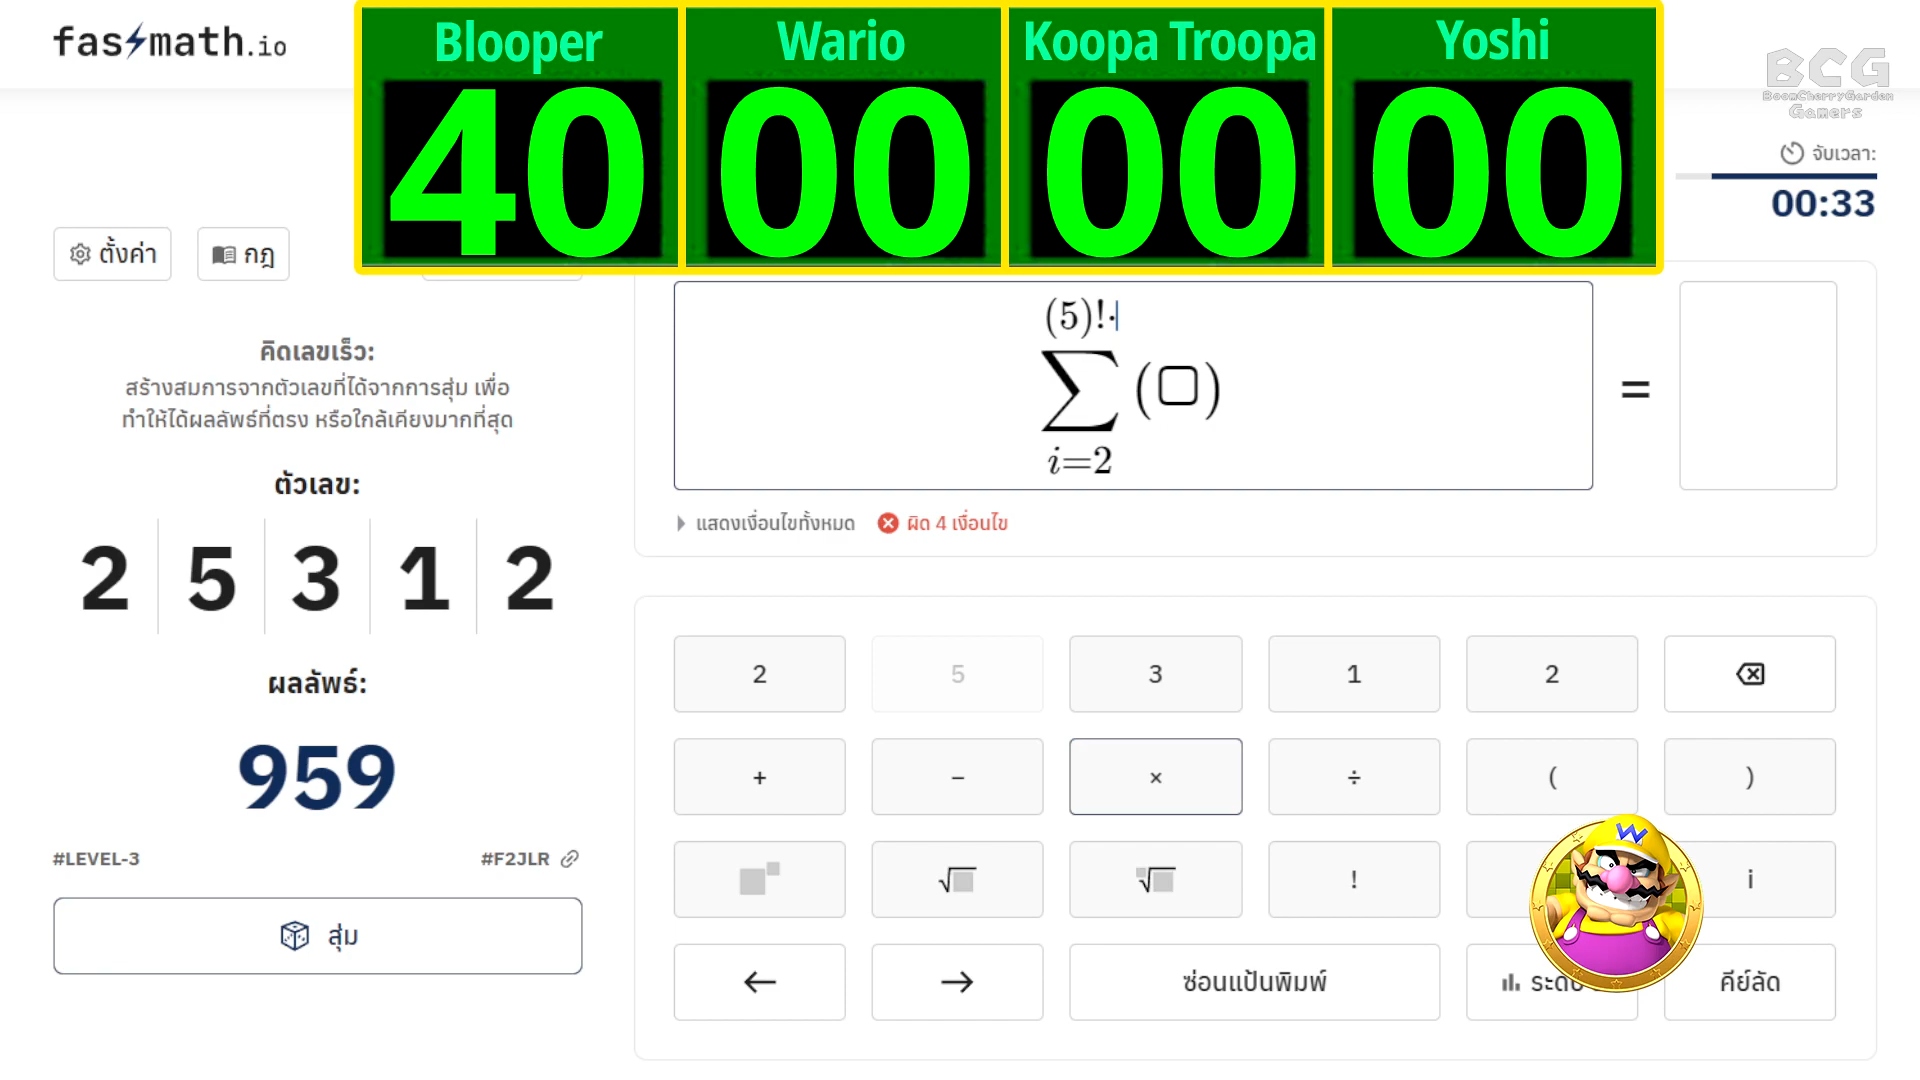 fas⚡math.io
Blooper
Wario
Koopa Troopa
Yoshi
40
00
00
00
BCG
BoomCherryGarden
Gamers
จับเวลา:
00:33
ตั้งค่า
กฎ
คิดเลขเร็ว:
สร้างสมการจากตัวเลขที่ได้จากการสุ่ม เพื่อ
ทำให้ได้ผลลัพธ์ที่ตรง หรือใกล้เคียงมากที่สุด
ตัวเลข:
2 5 3 1 2
ผลลัพธ์:
959
#LEVEL-3
#F2JLR
สุ่ม
(5)!·
∑ (□)
i=2
=
แสดงเงื่อนไขทั้งหมด
ผิด 4 เงื่อนไข
2 5 3 1 2
+ − × ÷ ( )
√ √ ! i
W
← → ซ่อนแป้นพิมพ์
คีย์ลัด